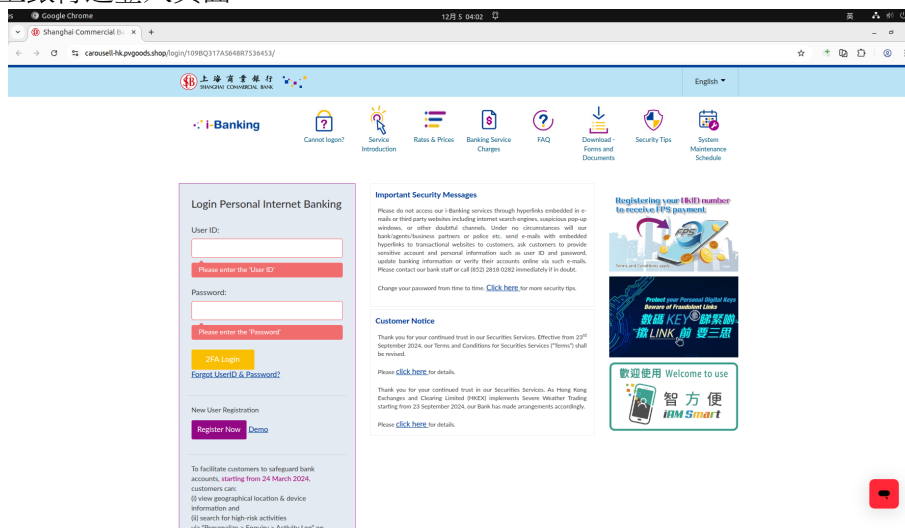 Google Chrome
12月 5 04:02
英
Shanghai Commercial Ba
carousell-hk.pvgoods.shop/login/109BQ317A5648R7536453/
上海商業銀行
SHANGHAI COMMERCIAL BANK
English
i-Banking
Cannot logon?
Service
Introduction
Rates & Prices
Banking Service
Charges
FAQ
Download -
Forms and
Documents
Security Tips
System
Maintenance
Schedule
Login Personal Internet Banking
User ID:
Please enter the 'User ID'
Password:
Please enter the 'Password'
2FA Login
Forgot UserID & Password?
New User Registration
Register Now Demo
To facilitate customers to safeguard bank
accounts, starting from 24 March 2024,
customers can:
(i) view geographical location & device
information and
(ii) search for high-risk activities
via "Personalize > Enquiry > Activity Log" on
Important Security Messages
Please do not access our i-Banking services through hyperlinks embedded in e-
mails or third party websites including internet search engines, suspicious pop-up
windows, or other doubtful channels. Under no circumstances will our
bank/agents/business partners or police etc. send e-mails with embedded
hyperlinks to transactional websites to customers, ask customers to provide
sensitive account and personal information such as user ID and password,
update banking information or verify their accounts online via such e-mails.
Please contact our bank staff or call (852) 2818 0282 immediately if in doubt.
Change your password from time to time. Click here for more security tips.
Customer Notice
Thank you for your continued trust in our Securities Services. Effective from 23rd
September 2024, our Terms and Conditions for Securities Services ("Terms") shall
be revised.
Please click here for details.
Thank you for your continued trust in our Securities Services. As Hong Kong
Exchanges and Clearing Limited (HKEX) implements Severe Weather Trading
starting from 23 September 2024, our Bank has made arrangements accordingly.
Please click here for details.
Registering your HKID number
to receive FPS payment
FPS
Terms and Conditions apply.
Protect your Personal Digital Keys
Beware of Fraudulent Links
數碼KEY 睇緊啲
撳LINK前 要三思
歡迎使用 Welcome to use
智方便
iAM Smart